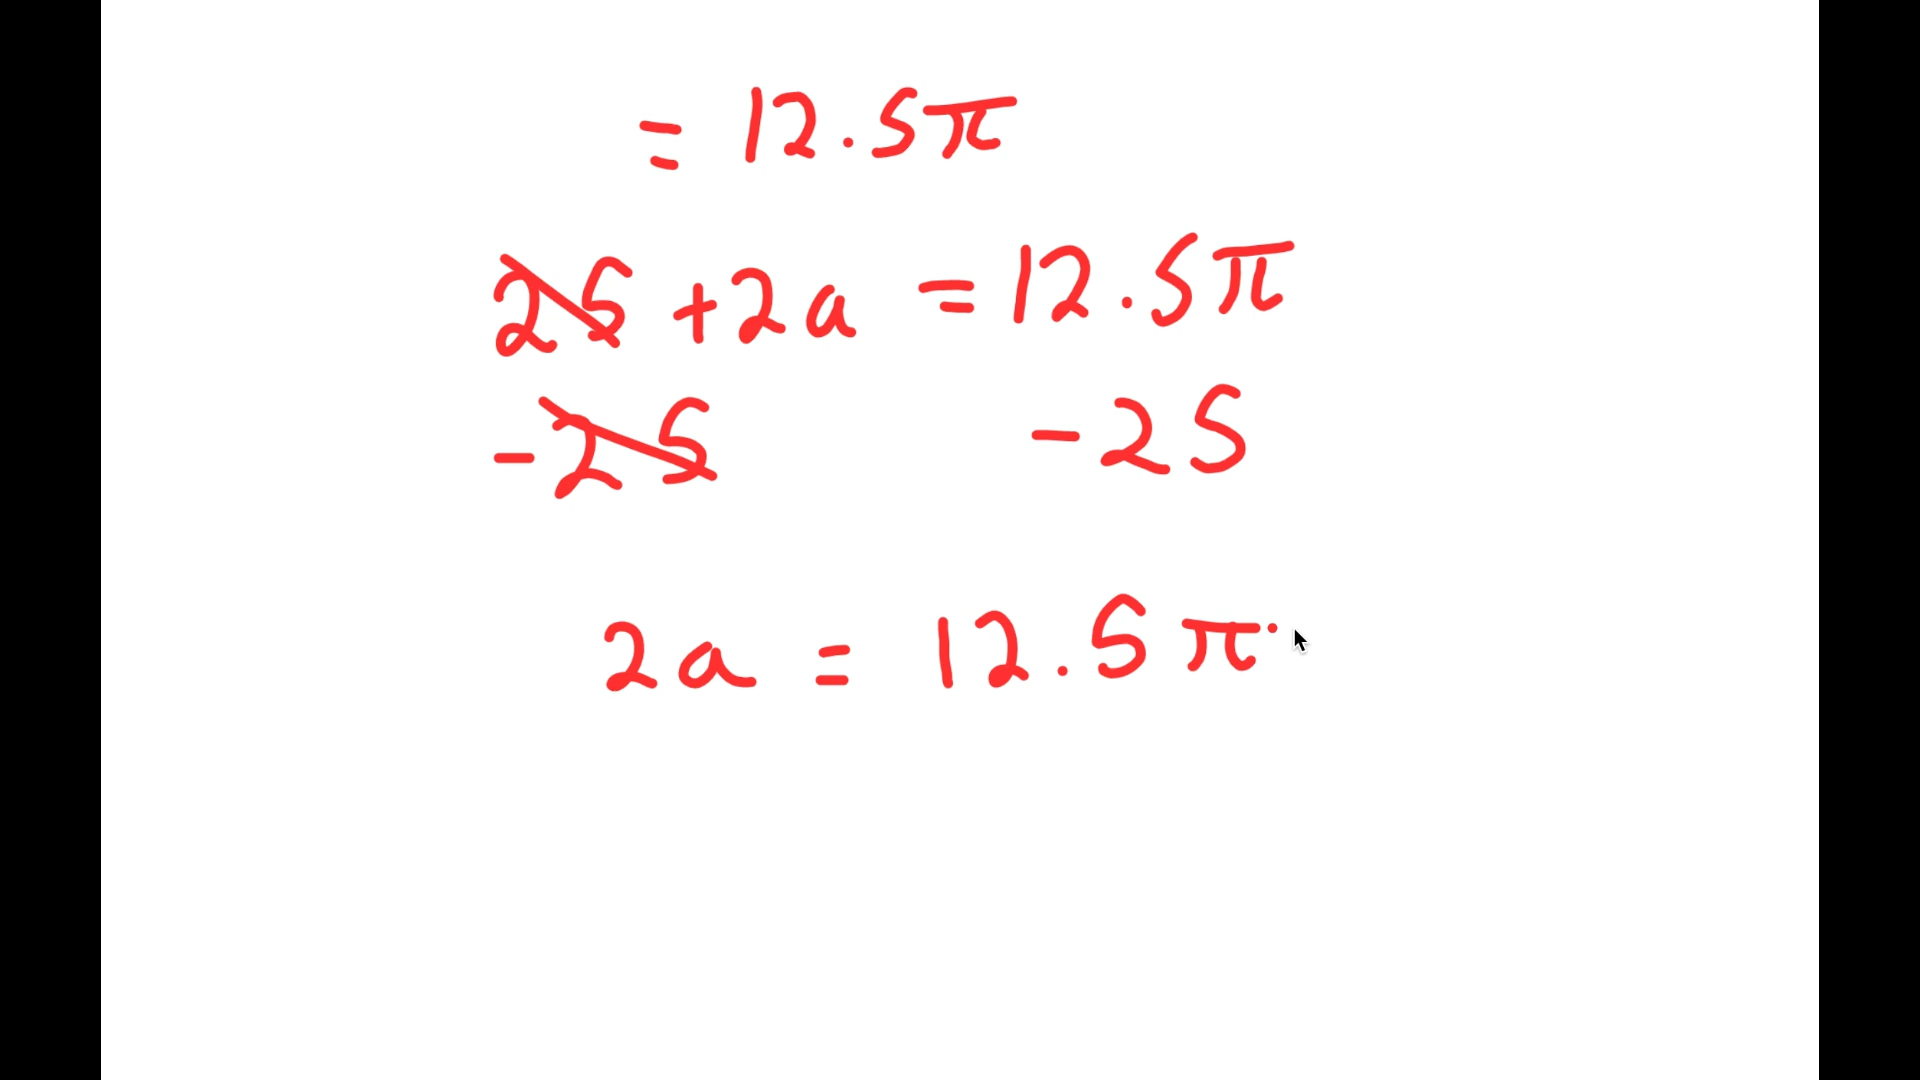 = 12.5π
25 + 2a = 12.5π
-25 -25
2a = 12.5π